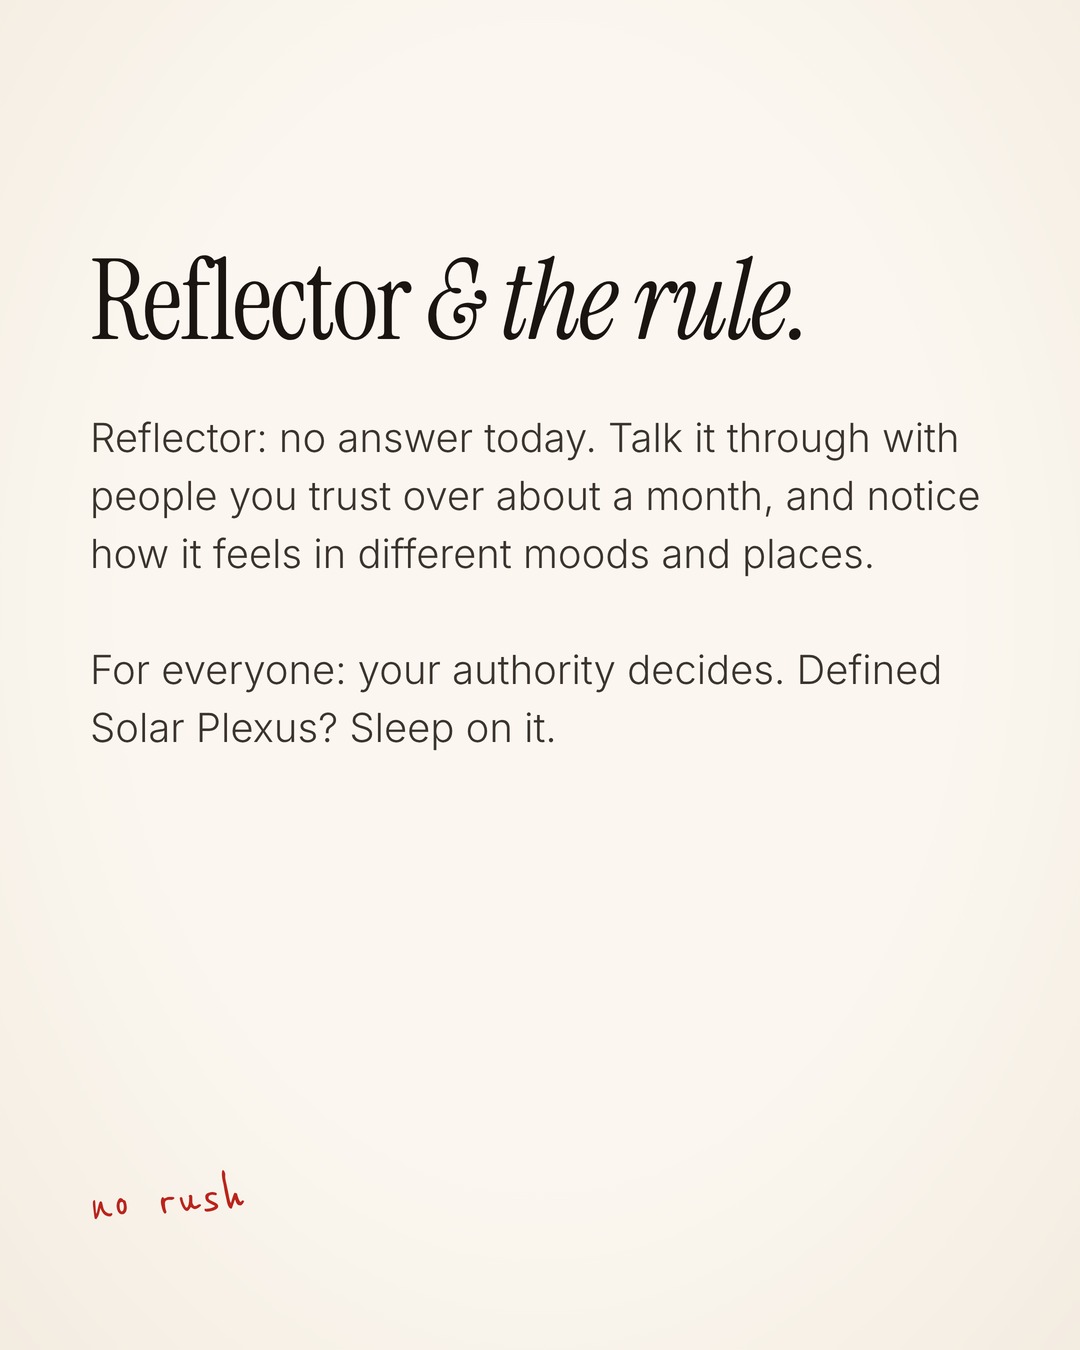 Reflector & the rule.
Reflector: no answer today. Talk it through with
people you trust over about a month, and notice
how it feels in different moods and places.
For everyone: your authority decides. Defined
Solar Plexus? Sleep on it.
no rush